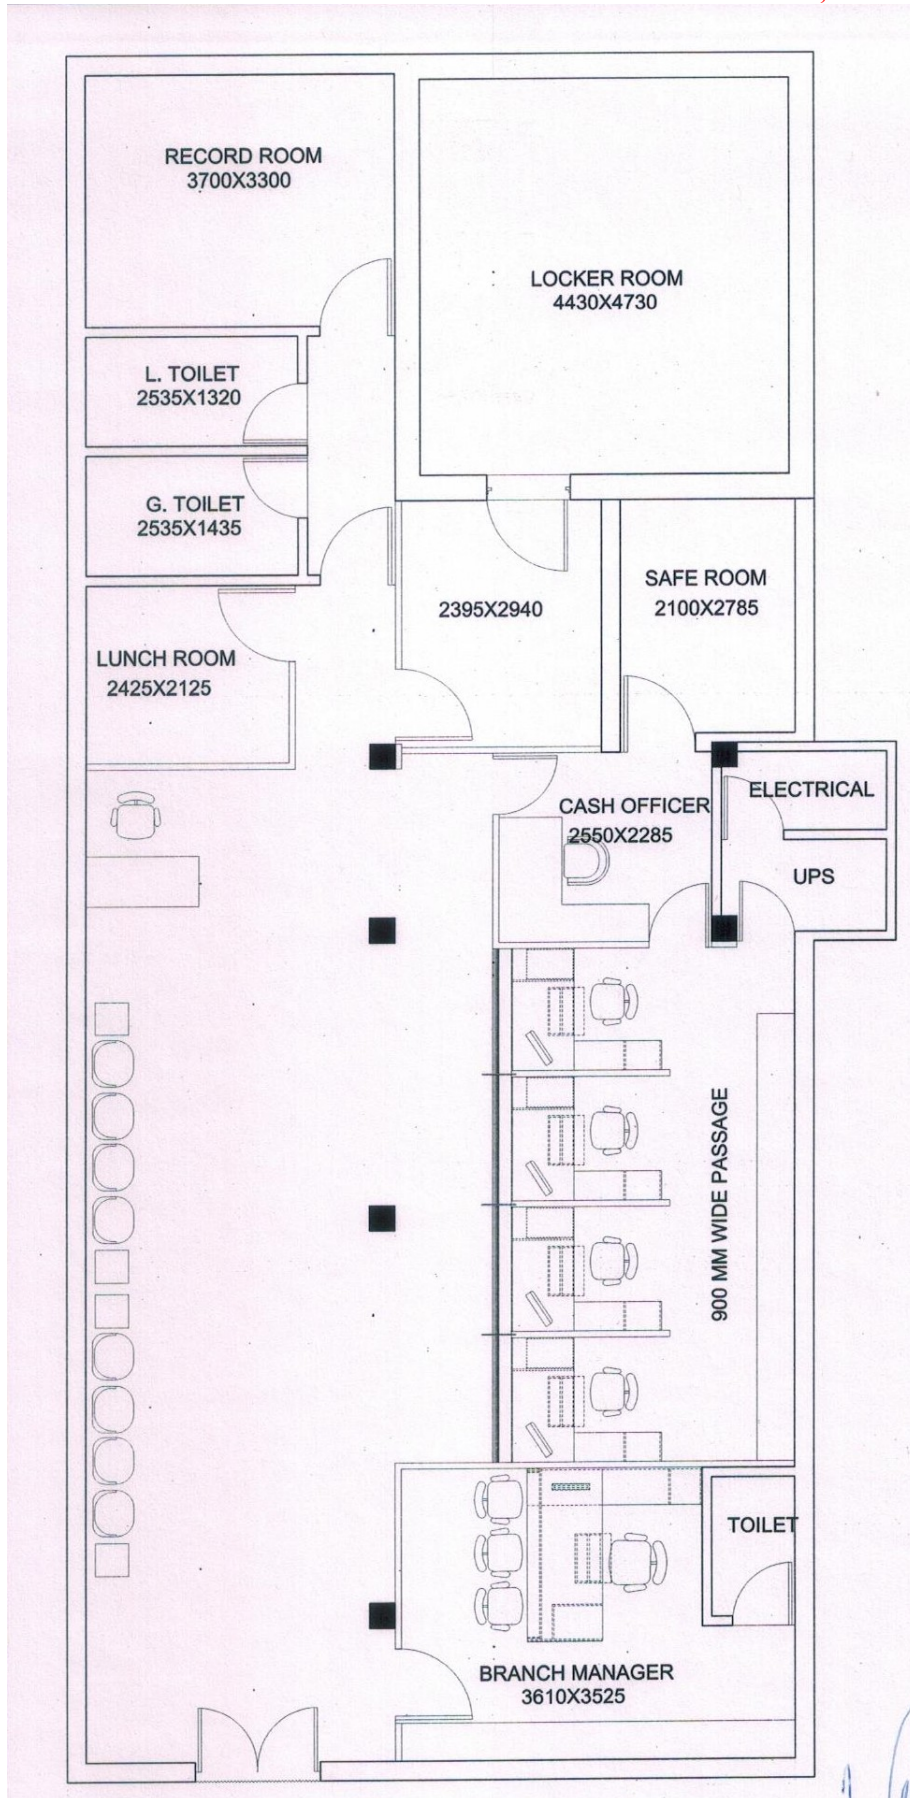 RECORD ROOM
3700X3300
LOCKER ROOM
4430X4730
L. TOILET
2535X1320
G. TOILET
2535X1435
2395X2940
SAFE ROOM
2100X2785
LUNCH ROOM
2425X2125
ELECTRICAL
CASH OFFICER
2550X2285
UPS
900 MM WIDE PASSAGE
TOILET
BRANCH MANAGER
3610X3525